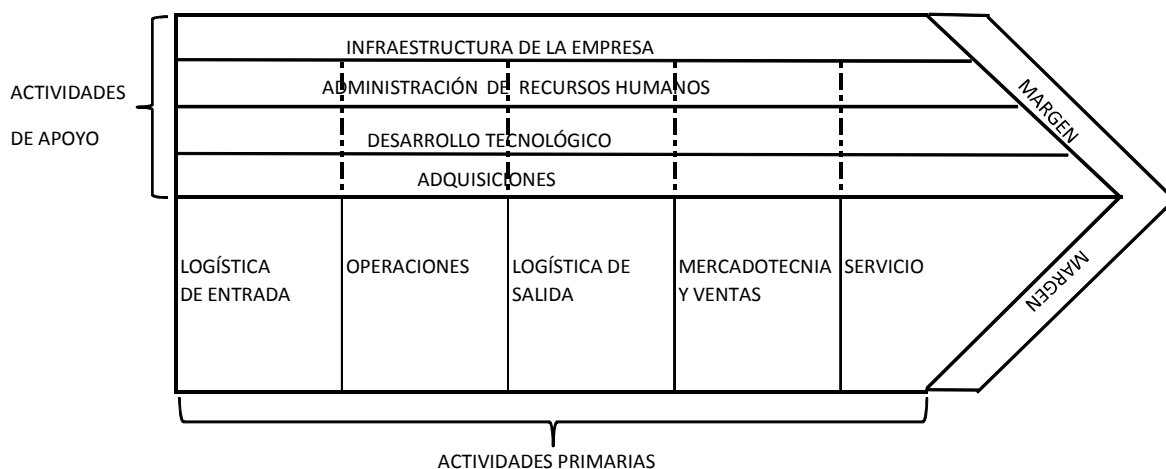 INFRAESTRUCTURA DE LA EMPRESA
ADMINISTRACIÓN DE RECURSOS HUMANOS
DESARROLLO TECNOLÓGICO
ADQUISICIONES
ACTIVIDADES
DE APOYO
MARGEN
LOGÍSTICA
DE ENTRADA
OPERACIONES
LOGÍSTICA DE
SALIDA
MERCADOTECNIA
Y VENTAS
SERVICIO
MARGEN
ACTIVIDADES PRIMARIAS